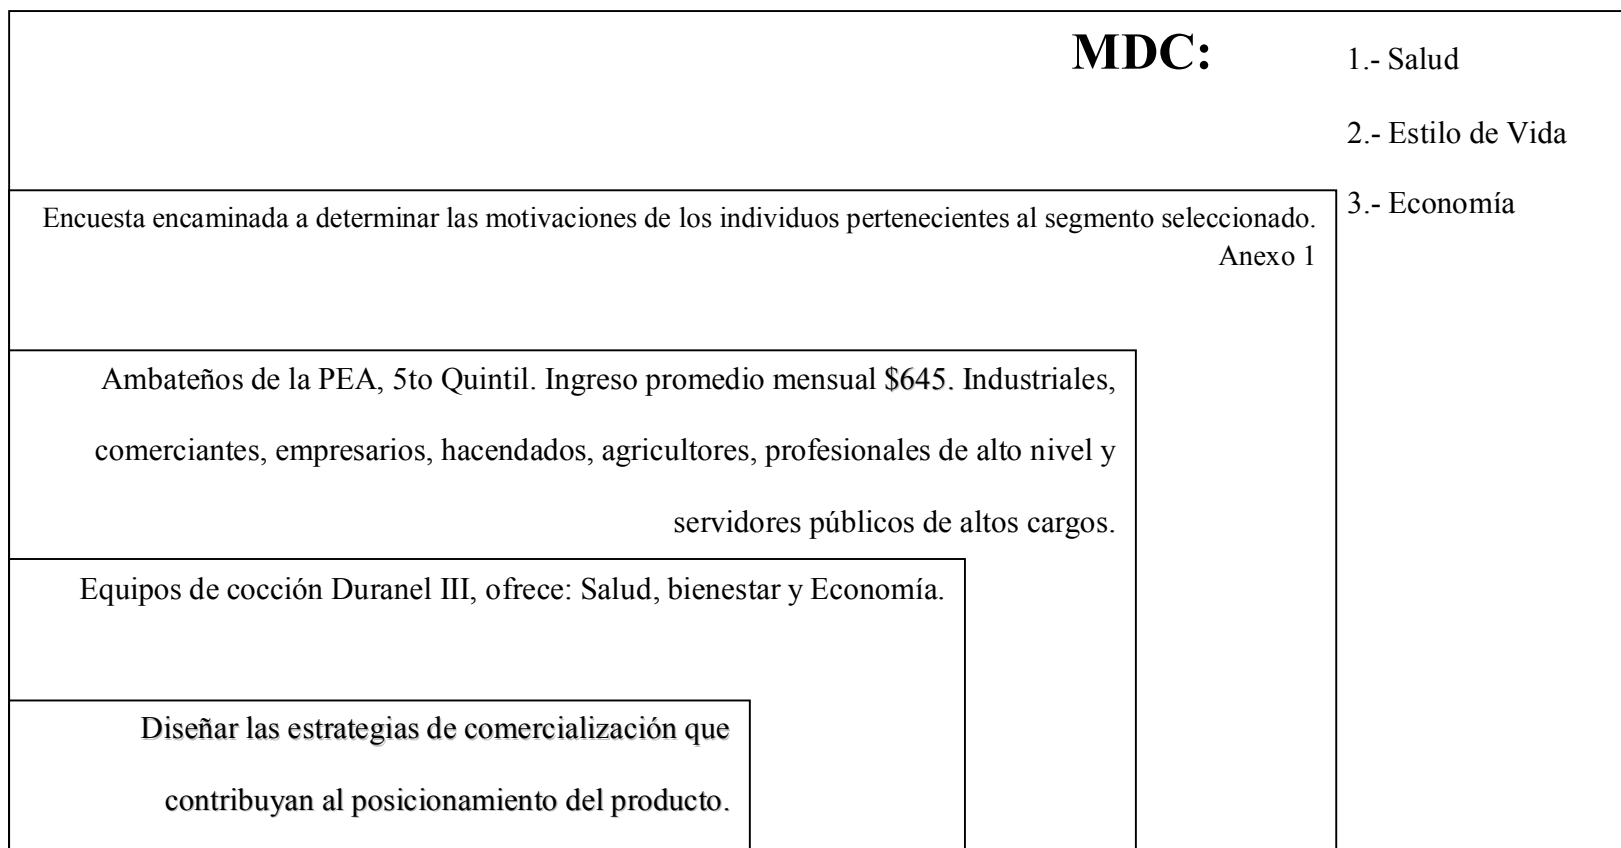 MDC:
1.- Salud
2.- Estilo de Vida
3.- Economía
Encuesta encaminada a determinar las motivaciones de los individuos pertenecientes al segmento seleccionado.
Anexo 1
Ambateños de la PEA, 5to Quintil. Ingreso promedio mensual $645. Industriales,
comerciantes, empresarios, hacendados, agricultores, profesionales de alto nivel y
servidores públicos de altos cargos.
Equipos de cocción Duranel III, ofrece: Salud, bienestar y Economía.
Diseñar las estrategias de comercialización que
contribuyan al posicionamiento del producto.